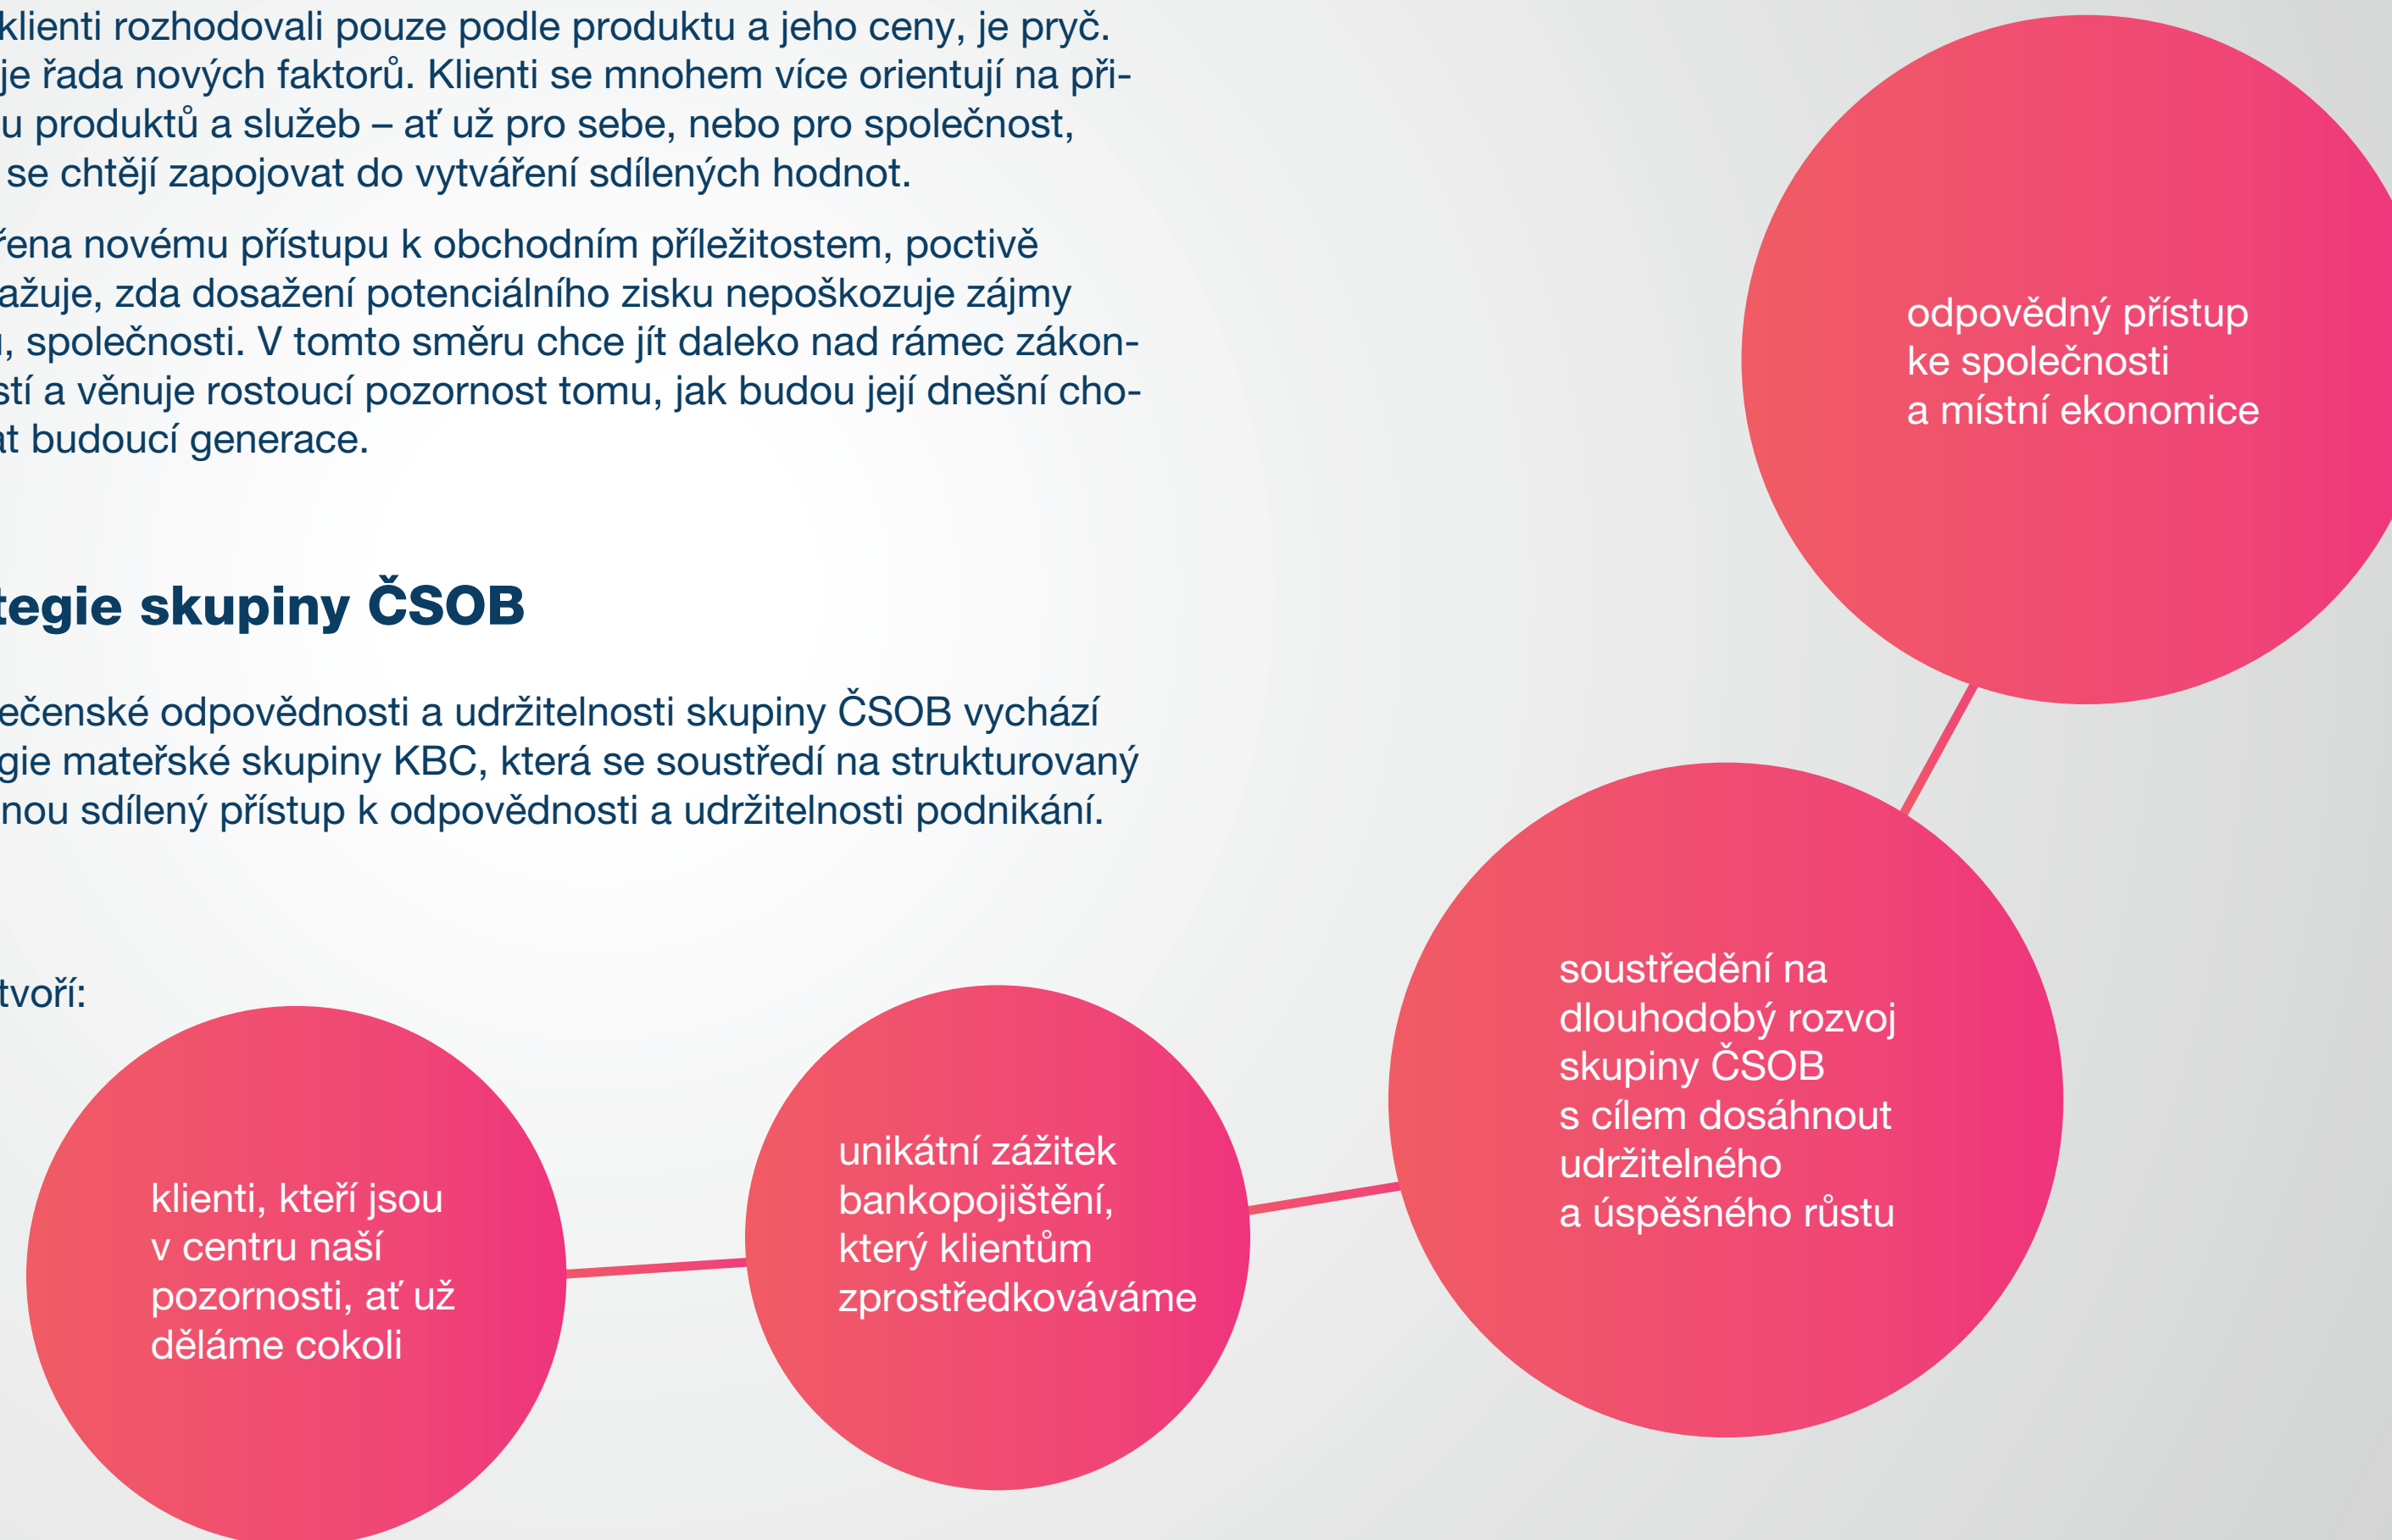 klienti rozhodovali pouze podle produktu a jeho ceny, je pryč.
je řada nových faktorů. Klienti se mnohem více orientují na při-
u produktů a služeb – ať už pro sebe, nebo pro společnost,
se chtějí zapojovat do vytváření sdílených hodnot.
řena novému přístupu k obchodním příležitostem, poctivě
ažuje, zda dosažení potenciálního zisku nepoškozuje zájmy
, společnosti. V tomto směru chce jít daleko nad rámec zákon-
stí a věnuje rostoucí pozornost tomu, jak budou její dnešní cho-
at budoucí generace.
tegie skupiny ČSOB
ečenské odpovědnosti a udržitelnosti skupiny ČSOB vychází
gie mateřské skupiny KBC, která se soustředí na strukturovaný
nou sdílený přístup k odpovědnosti a udržitelnosti podnikání.
tvoří:
klienti, kteří jsou
v centru naší
pozornosti, ať už
děláme cokoli
unikátní zážitek
bankopojištění,
který klientům
zprostředkováváme
soustředění na
dlouhodobý rozvoj
skupiny ČSOB
s cílem dosáhnout
udržitelného
a úspěšného růstu
odpovědný přístup
ke společnosti
a místní ekonomice